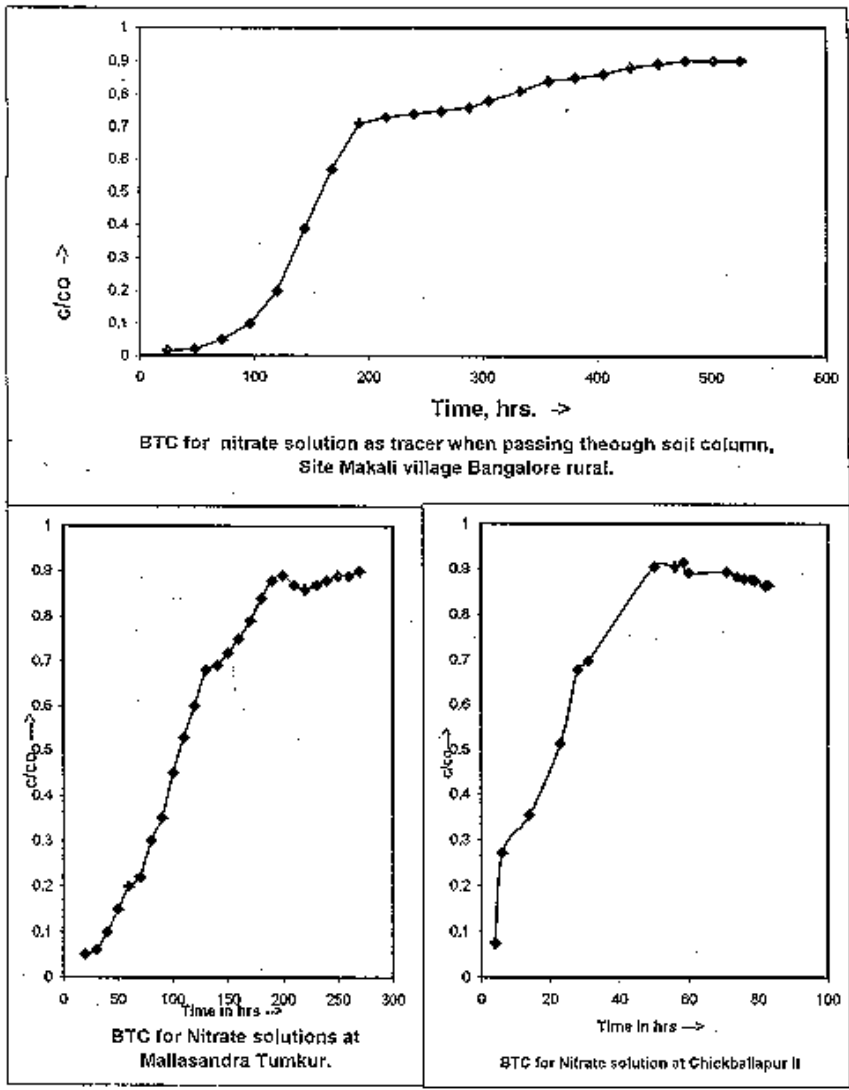 1
0.9
0.8
0.7
0.6
0.5
0.4
0.3
0.2
0.1
0
c/co ->
0 100 200 300 400 500 600
Time, hrs. ->
BTC for nitrate solution as tracer when passing theough soil column,
Site Makali village Bangalore rural.
1
0.9
0.8
0.7
0.6
0.5
0.4
0.3
0.2
0.1
0
c/co --->
0 50 100 150 200 250 300
Time in hrs -->
BTC for Nitrate solutions at
Mallasandra Tumkur.
1
0.9
0.8
0.7
0.6
0.5
0.4
0.3
0.2
0.1
0
c/co -->
0 20 40 60 80 100
Time in hrs --->
BTC for Nitrate solution at Chickballapur II